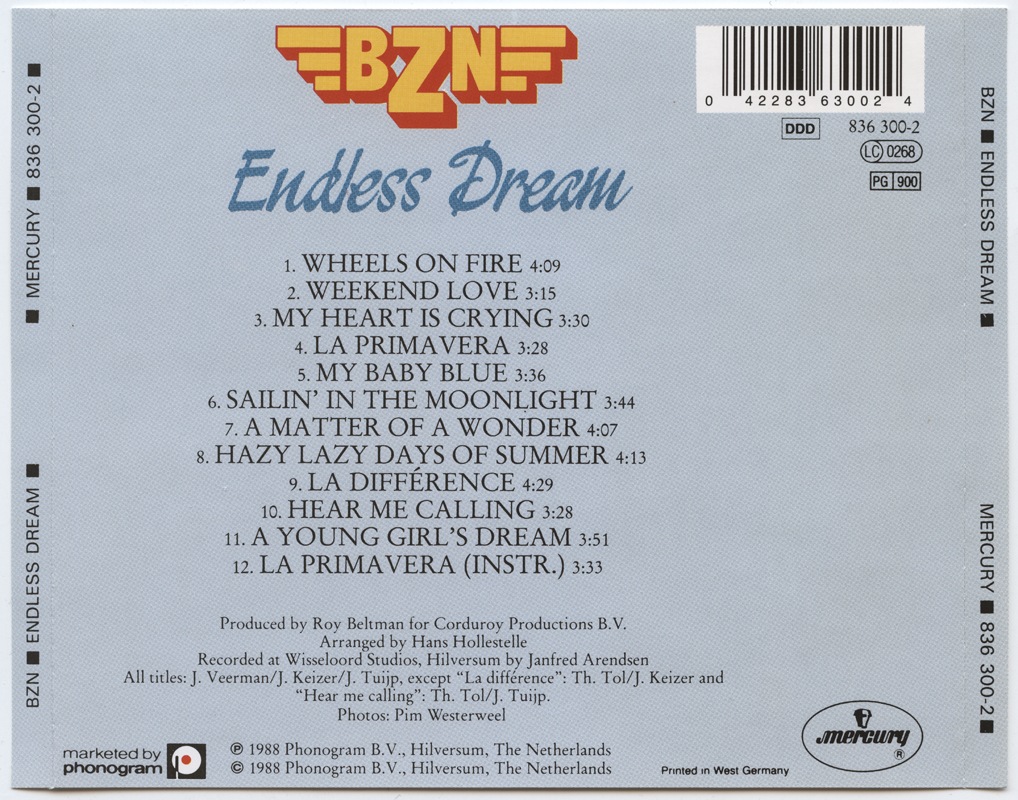 BZN
Endless Dream
0 42283 63002 4
DDD 836 300-2
LC 0268
PG 900
1. WHEELS ON FIRE 4:09
2. WEEKEND LOVE 3:15
3. MY HEART IS CRYING 3:30
4. LA PRIMAVERA 3:28
5. MY BABY BLUE 3:36
6. SAILIN' IN THE MOONLIGHT 3:44
7. A MATTER OF A WONDER 4:07
8. HAZY LAZY DAYS OF SUMMER 4:13
9. LA DIFFÉRENCE 4:29
10. HEAR ME CALLING 3:28
11. A YOUNG GIRL'S DREAM 3:51
12. LA PRIMAVERA (INSTR.) 3:33
Produced by Roy Beltman for Corduroy Productions B.V.
Arranged by Hans Hollestelle
Recorded at Wisseloord Studios, Hilversum by Janfred Arendsen
All titles: J. Veerman/J. Keizer/J. Tuijp, except "La différence": Th. Tol/J. Keizer and
"Hear me calling": Th. Tol/J. Tuijp.
Photos: Pim Westerweel
marketed by
phonogram
℗ 1988 Phonogram B.V., Hilversum, The Netherlands
© 1988 Phonogram B.V., Hilversum, The Netherlands
Printed in West Germany
mercury ®
BZN ■ ENDLESS DREAM ■ ■ MERCURY ■ 836 300-2 ■
BZN ■ ENDLESS DREAM ■ MERCURY ■ 836 300-2 ■